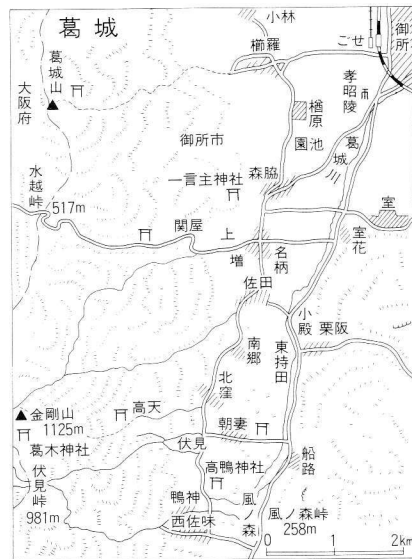 葛城
小林
櫛羅
ごせ
御所
葛城山
大阪府
孝昭陵
楢原
園池
葛城川
御所市
一言主神社
森脇
水越峠
517m
関屋
上増
名柄
室
室花
佐田
小殿
栗阪
東持田
南郷
北窪
金剛山
1125m
高天
朝妻
葛木神社
伏見
船路
高鴨神社
伏見峠
981m
鴨神
風ノ森
西佐味
風ノ森峠
258m
0 1 2km